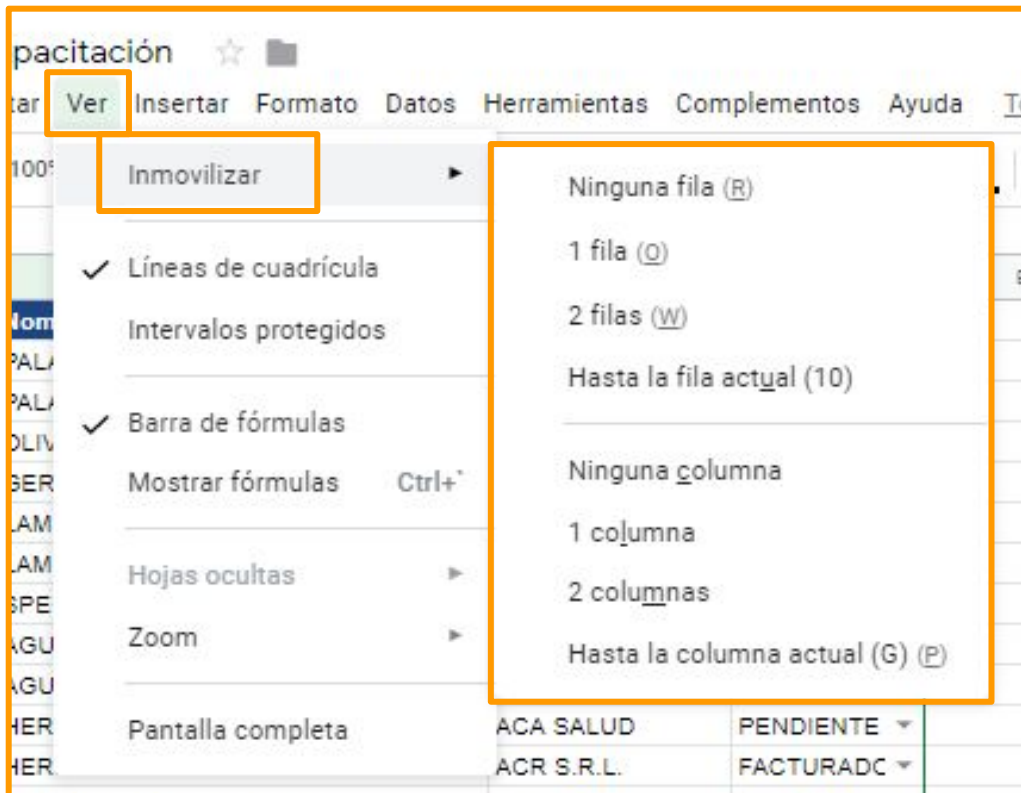 pacitación
tar Ver Insertar Formato Datos Herramientas Complementos Ayuda
100%
Inmovilizar
Líneas de cuadrícula
Intervalos protegidos
Barra de fórmulas
Mostrar fórmulas Ctrl+`
Hojas ocultas
Zoom
Pantalla completa
Ninguna fila (R)
1 fila (O)
2 filas (W)
Hasta la fila actual (10)
Ninguna columna
1 columna
2 columnas
Hasta la columna actual (G) (P)
Nom
PALA
PALA
OLIV
GER
LAM
LAM
SPE
AGU
AGU
HER ACA SALUD PENDIENTE
HER ACR S.R.L. FACTURADO